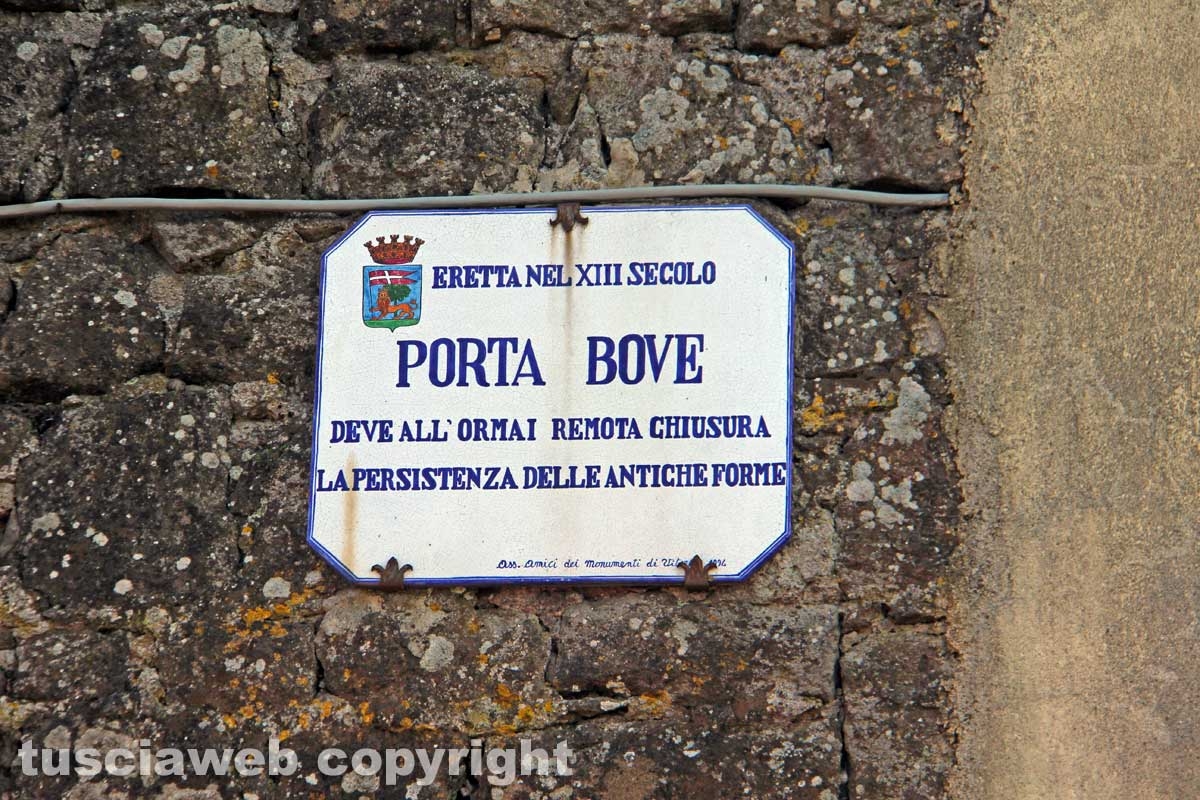 ERETTA NEL XIII SECOLO
PORTA BOVE
DEVE ALL' ORMAI REMOTA CHIUSURA
LA PERSISTENZA DELLE ANTICHE FORME
Ass. Amici dei Monumenti di
tusciaweb copyright ©